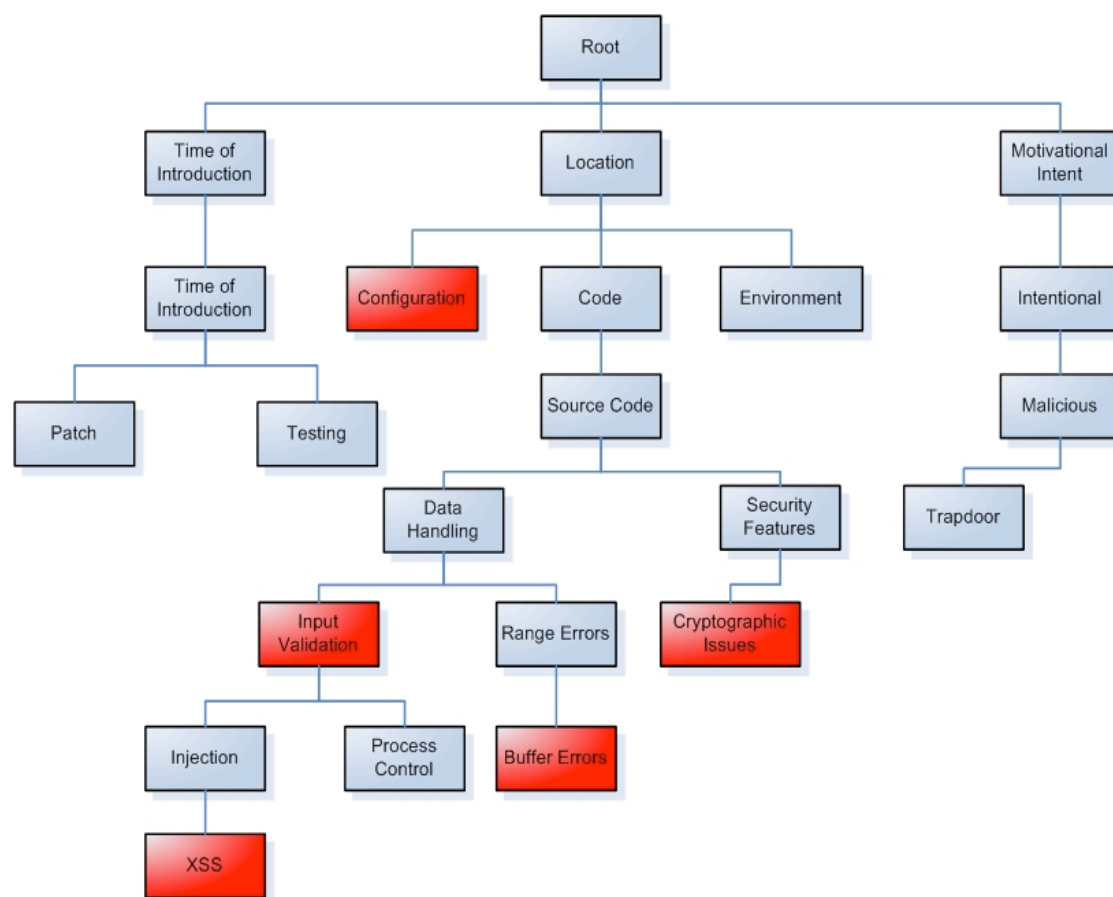 Root
Time of
Introduction
Location
Motivational
Intent
Time of
Introduction
Configuration
Code
Environment
Intentional
Patch
Testing
Source Code
Malicious
Data
Handling
Security
Features
Trapdoor
Input
Validation
Range Errors
Cryptographic
Issues
Injection
Process
Control
Buffer Errors
XSS